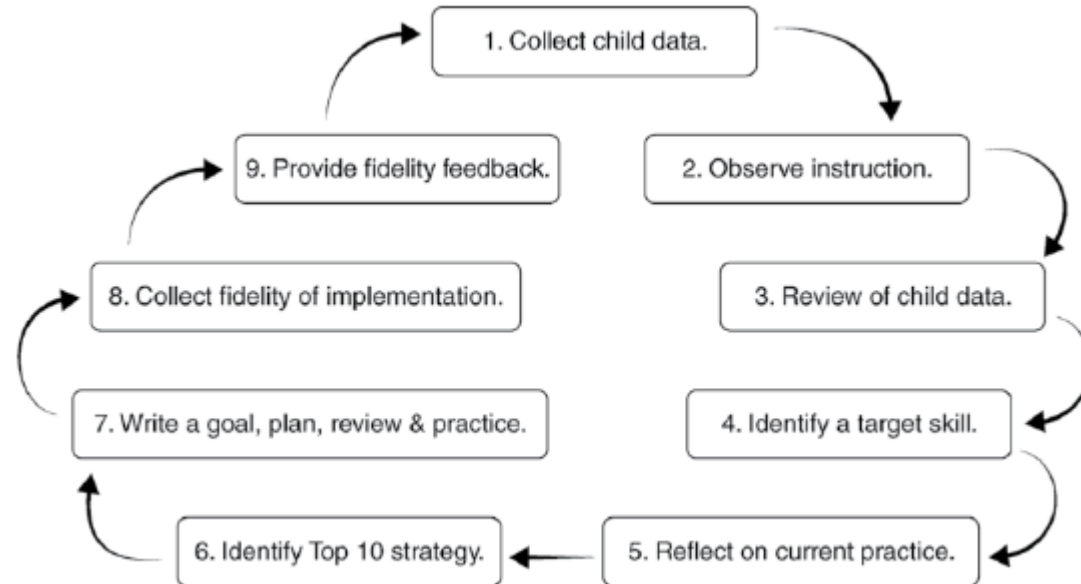 1. Collect child data.
2. Observe instruction.
3. Review of child data.
4. Identify a target skill.
5. Reflect on current practice.
6. Identify Top 10 strategy.
7. Write a goal, plan, review & practice.
8. Collect fidelity of implementation.
9. Provide fidelity feedback.